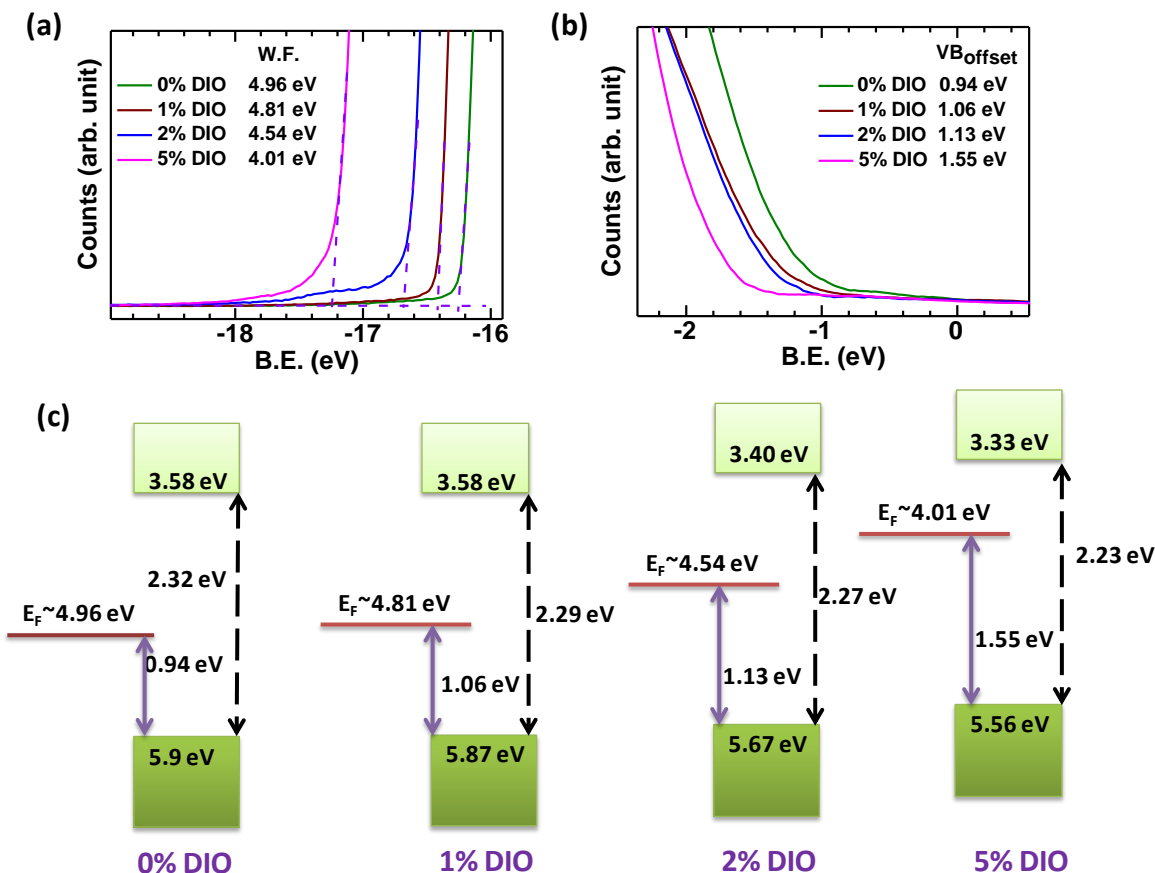 (a)
W.F.
0% DIO 4.96 eV
1% DIO 4.81 eV
2% DIO 4.54 eV
5% DIO 4.01 eV
Counts (arb. unit)
-18 -17 -16
B.E. (eV)
(b)
VBoffset
0% DIO 0.94 eV
1% DIO 1.06 eV
2% DIO 1.13 eV
5% DIO 1.55 eV
Counts (arb. unit)
-2 -1 0
B.E. (eV)
(c)
3.58 eV
2.32 eV
EF~4.96 eV
0.94 eV
5.9 eV
0% DIO
3.58 eV
2.29 eV
EF~4.81 eV
1.06 eV
5.87 eV
1% DIO
3.40 eV
EF~4.54 eV
2.27 eV
1.13 eV
5.67 eV
2% DIO
3.33 eV
EF~4.01 eV
2.23 eV
1.55 eV
5.56 eV
5% DIO